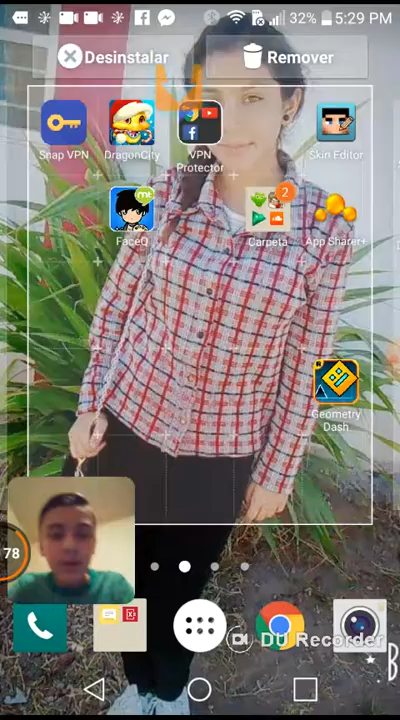 32% 5:29 PM
Desinstalar
Remover
Snap VPN
DragonCity
VPN
Protector
Skin Editor
FaceQ
2
Carpeta
App Sharer+
Geometry
Dash
78
DU Recorder
B